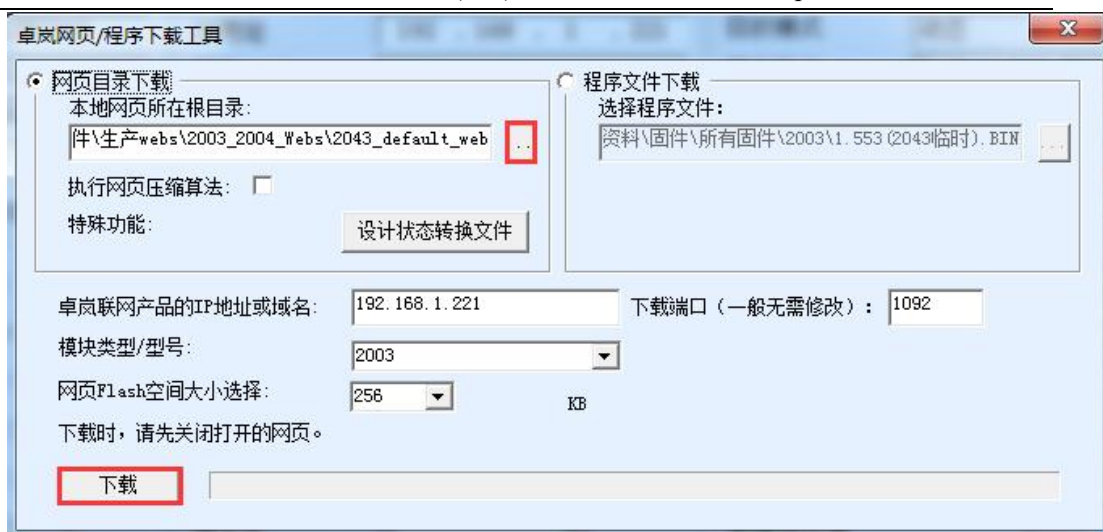 卓岚网页/程序下载工具
网页目录下载
本地网页所在根目录:
件\生产webs\2003_2004_Webs\2043_default_web
..
执行网页压缩算法:
特殊功能:
设计状态转换文件
程序文件下载
选择程序文件:
资料\固件\所有固件\2003\1.553(2043临时).BIN
...
卓岚联网产品的IP地址或域名:
192.168.1.221
下载端口（一般无需修改）:
1092
模块类型/型号:
2003
网页Flash空间大小选择:
256
KB
下载时，请先关闭打开的网页。
下载